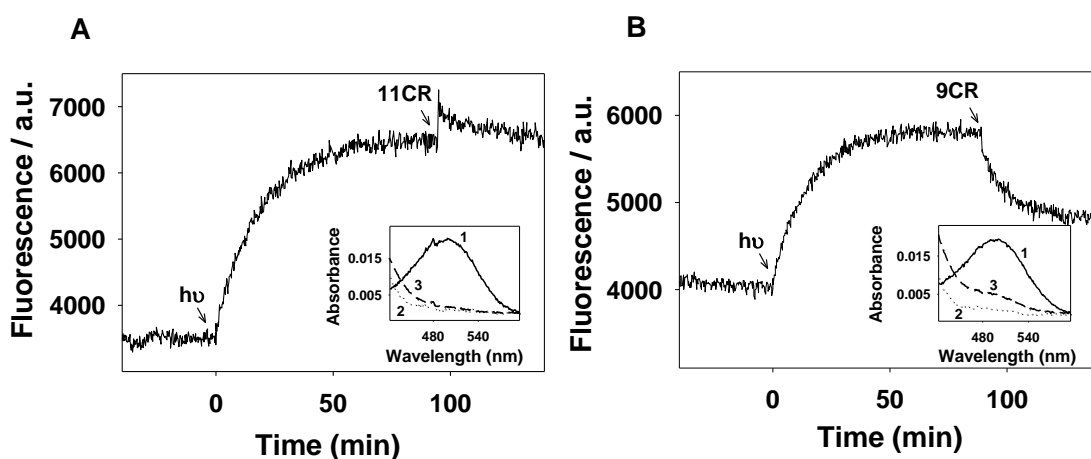 A
Fluorescence / a.u.
7000
6000
5000
4000
hυ
11CR
Absorbance
0.015
0.005
1
3
2
480
540
Wavelength (nm)
0
50
100
Time (min)
B
Fluorescence / a.u.
6000
5000
4000
hυ
9CR
Absorbance
0.015
0.005
1
3
2
480
540
Wavelength (nm)
0
50
100
Time (min)